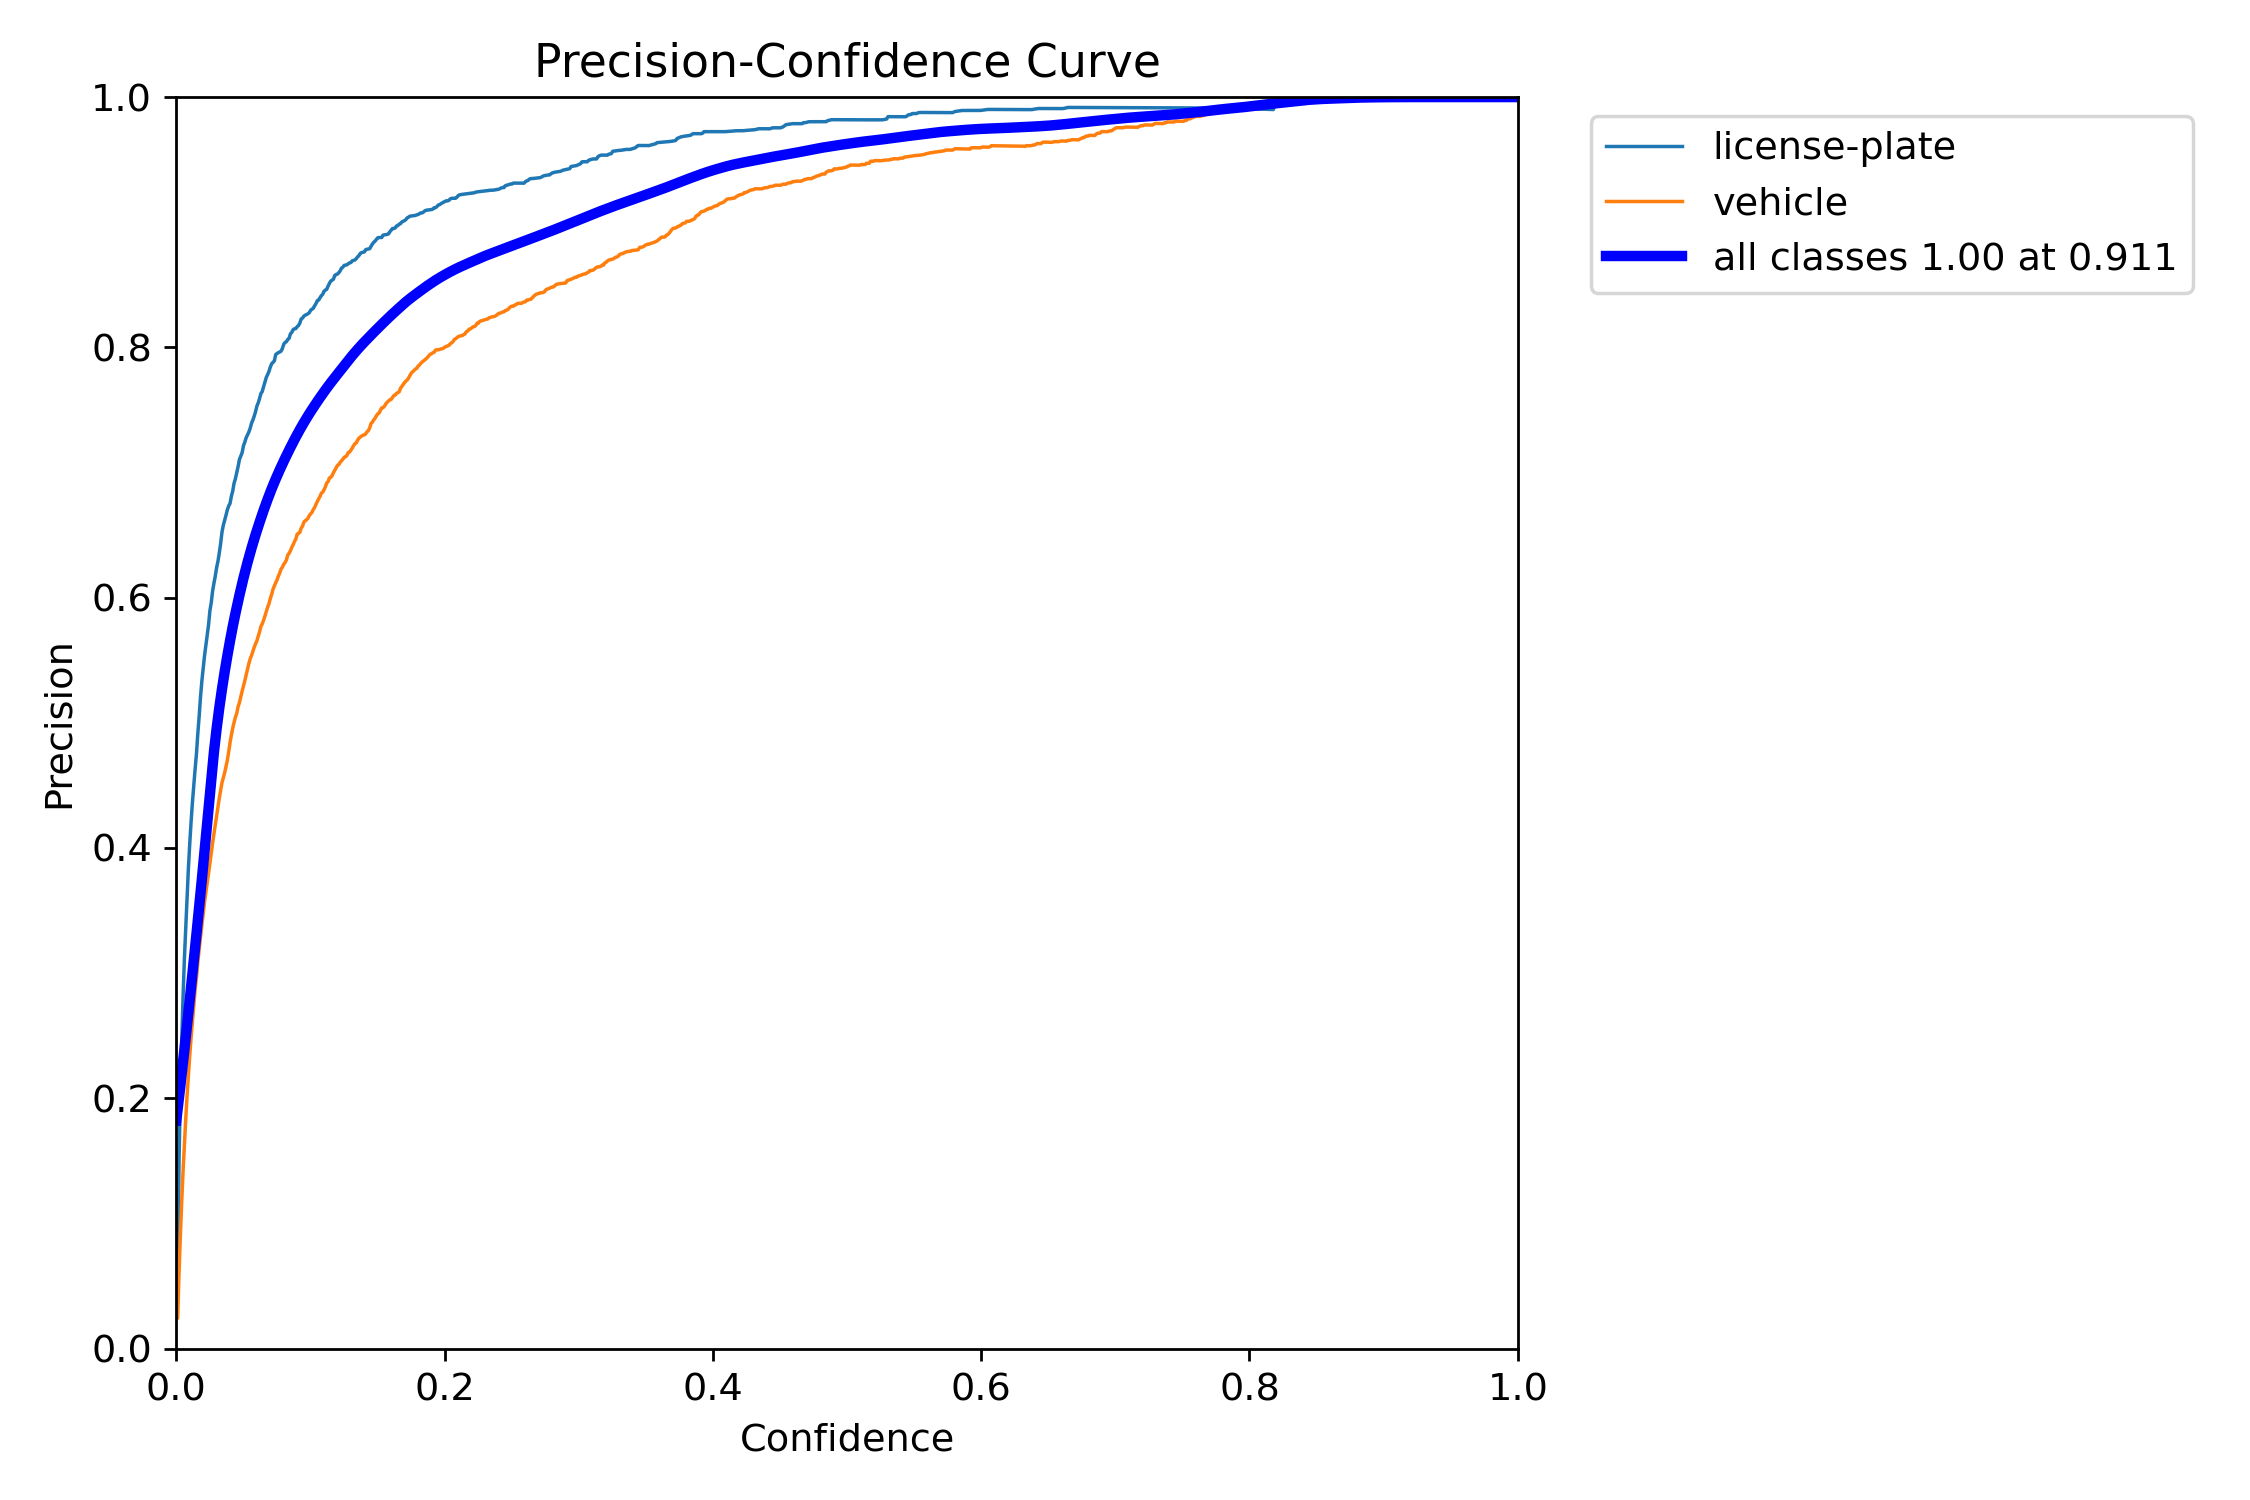 Precision-Confidence Curve
1.0
0.8
0.6
0.4
0.2
0.0
Precision
0.0 0.2 0.4 0.6 0.8 1.0
Confidence
license-plate
vehicle
all classes 1.00 at 0.911